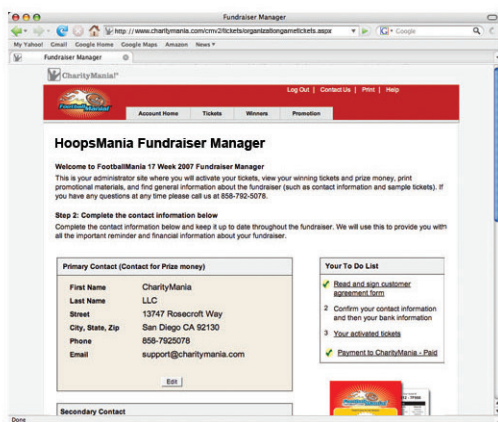 Fundraiser Manager
http://www.charitymania.com/cmv2/tickets/organizationgametickets.aspx
Google
My Yahoo! Gmail Google Home Google Maps Amazon News ▾
Fundraiser Manager
CharityMania!
Log Out | Contact Us | Print | Help
FootballMania!
Account Home Tickets Winners Promotion
HoopsMania Fundraiser Manager
Welcome to FootballMania 17 Week 2007 Fundraiser Manager
This is your administrator site where you will activate your tickets, view your winning tickets and prize money, print
promotional materials, and find general information about the fundraiser (such as contact information and sample tickets). If
you have any questions at any time please call us at 858-792-5078.
Step 2: Complete the contact information below
Complete the contact information below and keep it up to date throughout the fundraiser. We will use this to provide you with
all the important reminder and financial information about your fundraiser.
Primary Contact (Contact for Prize money)
First Name CharityMania
Last Name LLC
Street 13747 Rosecroft Way
City, State, Zip San Diego CA 92130
Phone 858-7925078
Email support@charitymania.com
Edit
Your To Do List
Read and sign customer
agreement form
2 Confirm your contact information
and then your bank information
3 Your activated tickets
Payment to CharityMania - Paid
Secondary Contact
Done